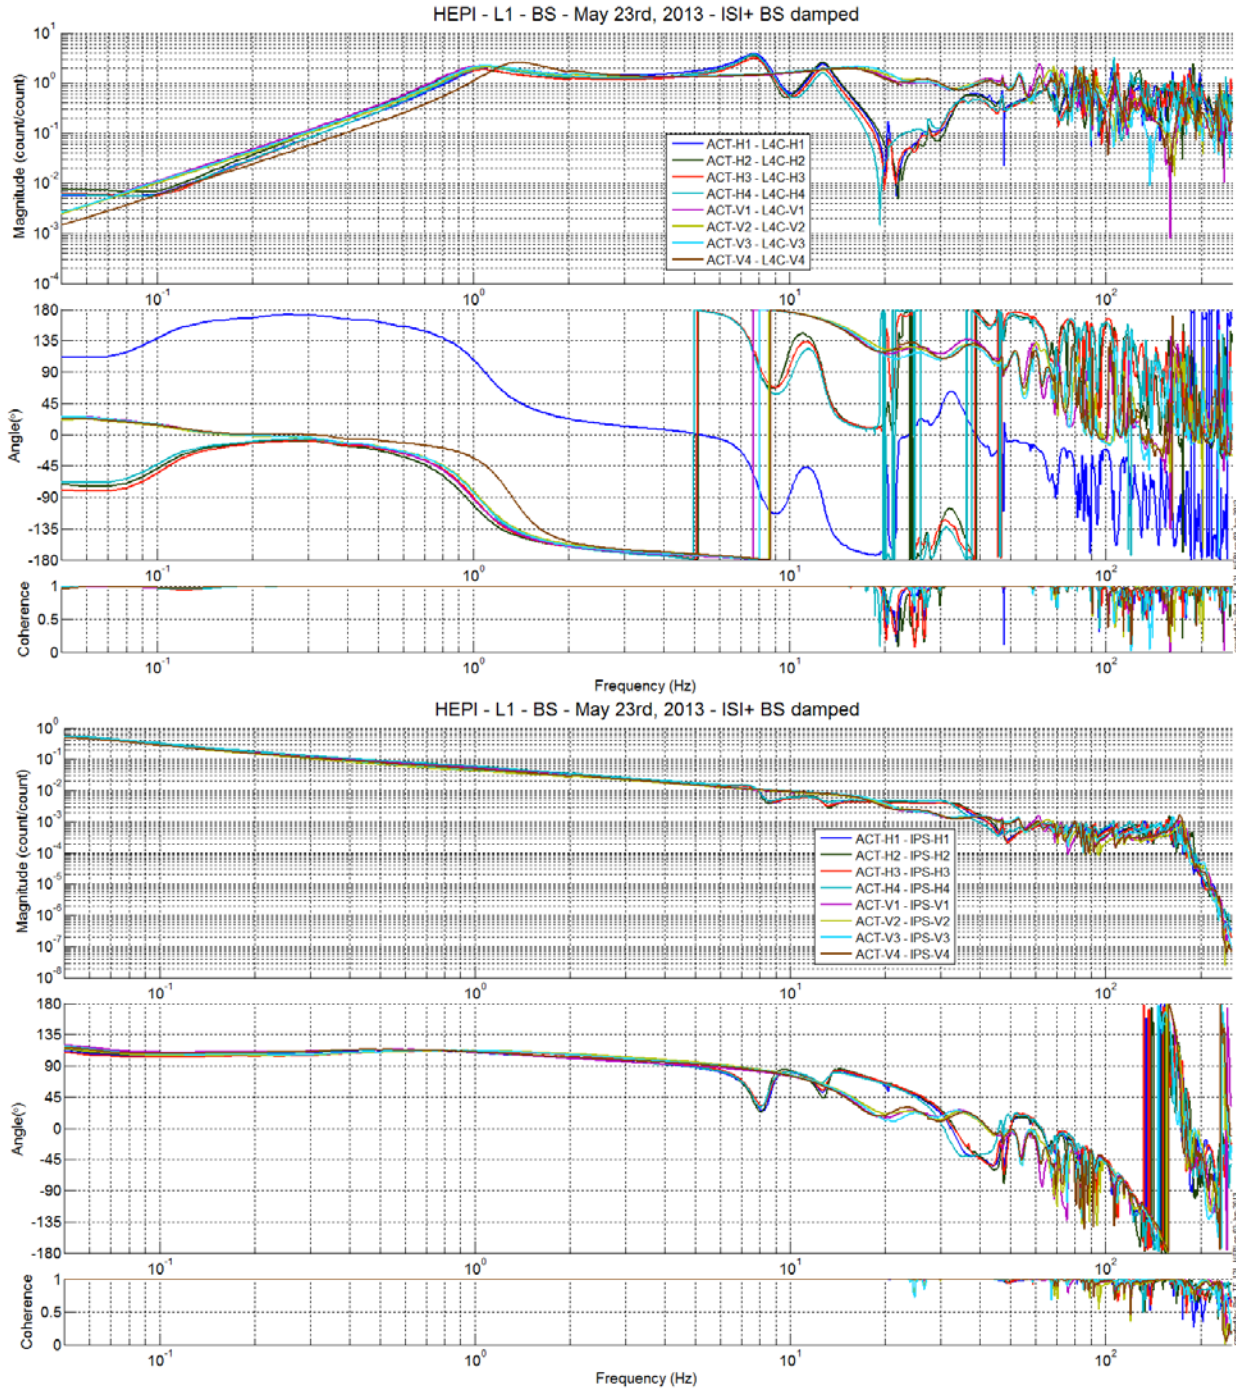 HEPI - L1 - BS - May 23rd, 2013 - ISI+ BS damped
Magnitude (count/count)
10^1
10^0
10^-1
10^-2
10^-3
10^-4
ACT-H1 - L4C-H1
ACT-H2 - L4C-H2
ACT-H3 - L4C-H3
ACT-H4 - L4C-H4
ACT-V1 - L4C-V1
ACT-V2 - L4C-V2
ACT-V3 - L4C-V3
ACT-V4 - L4C-V4
10^-1 10^0 10^1 10^2
Angle(°)
180
135
90
45
0
-45
-90
-135
-180
10^-1 10^0 10^1 10^2
Coherence
1
0.5
0
10^-1 10^0 10^1 10^2
Frequency (Hz)
HEPI - L1 - BS - May 23rd, 2013 - ISI+ BS damped
Magnitude (count/count)
10^0
10^-1
10^-2
10^-3
10^-4
10^-5
10^-6
10^-7
10^-8
ACT-H1 - IPS-H1
ACT-H2 - IPS-H2
ACT-H3 - IPS-H3
ACT-H4 - IPS-H4
ACT-V1 - IPS-V1
ACT-V2 - IPS-V2
ACT-V3 - IPS-V3
ACT-V4 - IPS-V4
10^-1 10^0 10^1 10^2
Angle(°)
180
135
90
45
0
-45
-90
-135
-180
10^-1 10^0 10^1 10^2
Coherence
1
0.5
0
10^-1 10^0 10^1 10^2
Frequency (Hz)